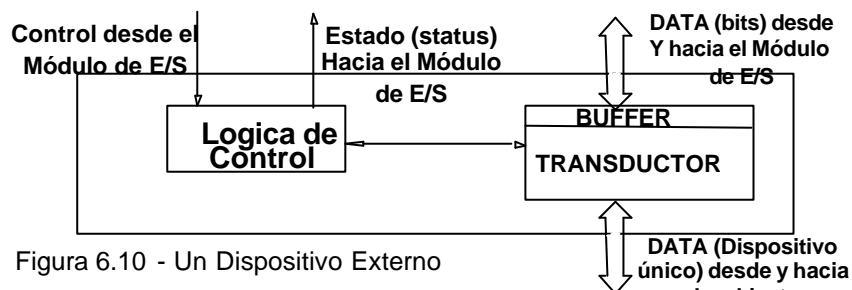 Control desde el
Módulo de E/S
Estado (status)
Hacia el Módulo
de E/S
DATA (bits) desde
Y hacia el Módulo
de E/S
Logica de
Control
BUFFER
TRANSDUCTOR
Figura 6.10 - Un Dispositivo Externo
DATA (Dispositivo
único) desde y hacia